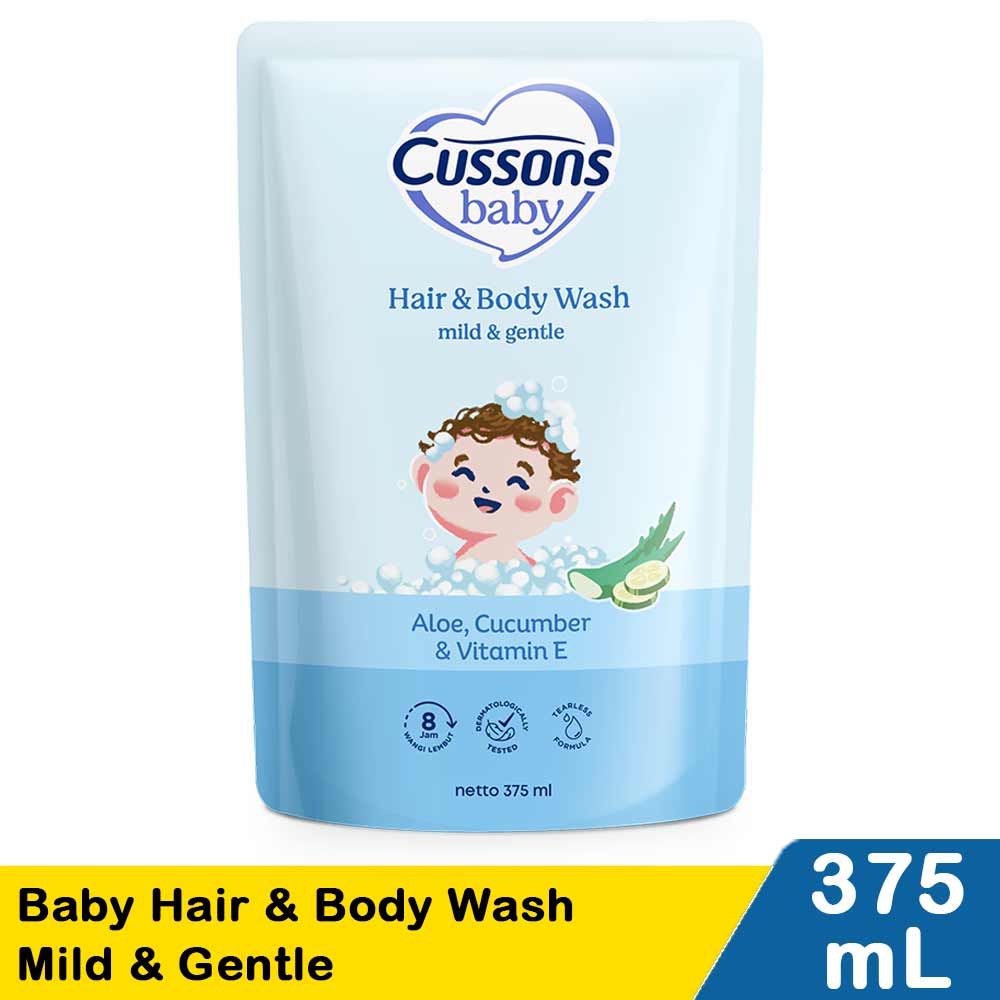 Cussons
baby
Hair & Body Wash
mild & gentle
Aloe, Cucumber
& Vitamin E
8
Jam
WANGI LEMBUT
DERMATOLOGICALLY
TESTED
TEARLESS
FORMULA
netto 375 ml
Baby Hair & Body Wash
Mild & Gentle
375
mL